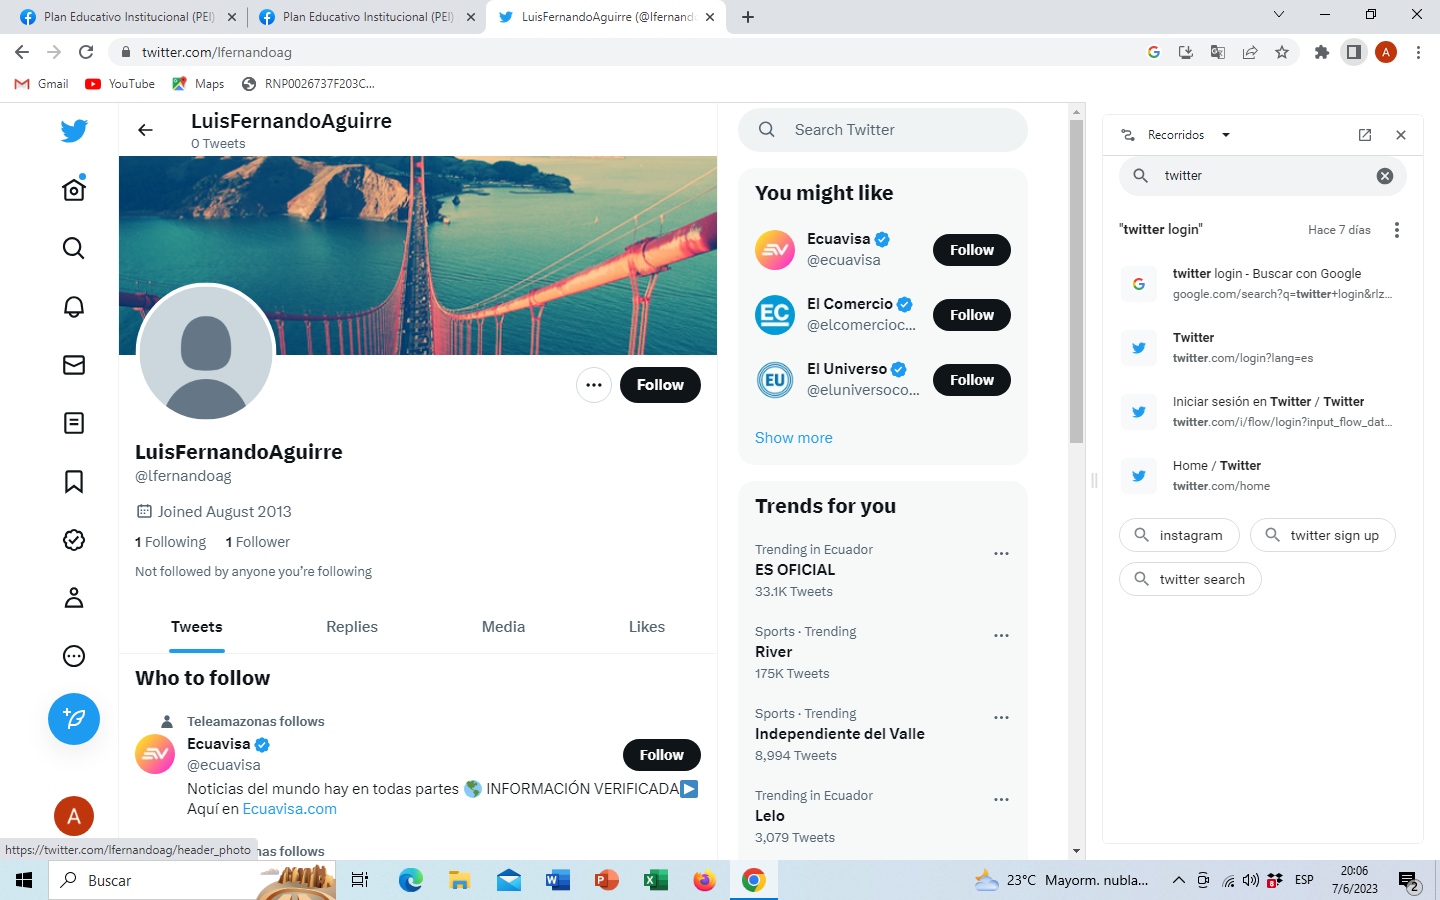 Plan Educativo Institucional (PEI)
Plan Educativo Institucional (PEI)
LuisFernandoAguirre (@lfernando
twitter.com/lfernandoag
A
Gmail
YouTube
Maps
RNP0026737F203C...
LuisFernandoAguirre
0 Tweets
Follow
LuisFernandoAguirre
@lfernandoag
Joined August 2013
1 Following 1 Follower
Not followed by anyone you're following
Tweets Replies Media Likes
Who to follow
Teleamazonas follows
Ecuavisa
@ecuavisa
Follow
Noticias del mundo hay en todas partes 🌎 INFORMACIÓN VERIFICADA▶
Aquí en Ecuavisa.com
nas follows
A
https://twitter.com/lfernandoag/header_photo
Search Twitter
You might like
Ecuavisa
@ecuavisa
Follow
EC
El Comercio
@elcomercioc...
Follow
EU
El Universo
@eluniversoco...
Follow
Show more
Trends for you
Trending in Ecuador
ES OFICIAL
33.1K Tweets
Sports · Trending
River
175K Tweets
Sports · Trending
Independiente del Valle
8,994 Tweets
Trending in Ecuador
Lelo
3,079 Tweets
Recorridos
twitter
"twitter login" Hace 7 días
twitter login - Buscar con Google
google.com/search?q=twitter+login&rlz...
Twitter
twitter.com/login?lang=es
Iniciar sesión en Twitter / Twitter
twitter.com/i/flow/login?input_flow_dat...
Home / Twitter
twitter.com/home
instagram
twitter sign up
twitter search
Buscar
23°C Mayorm. nubla...
ESP
20:06
7/6/2023
2